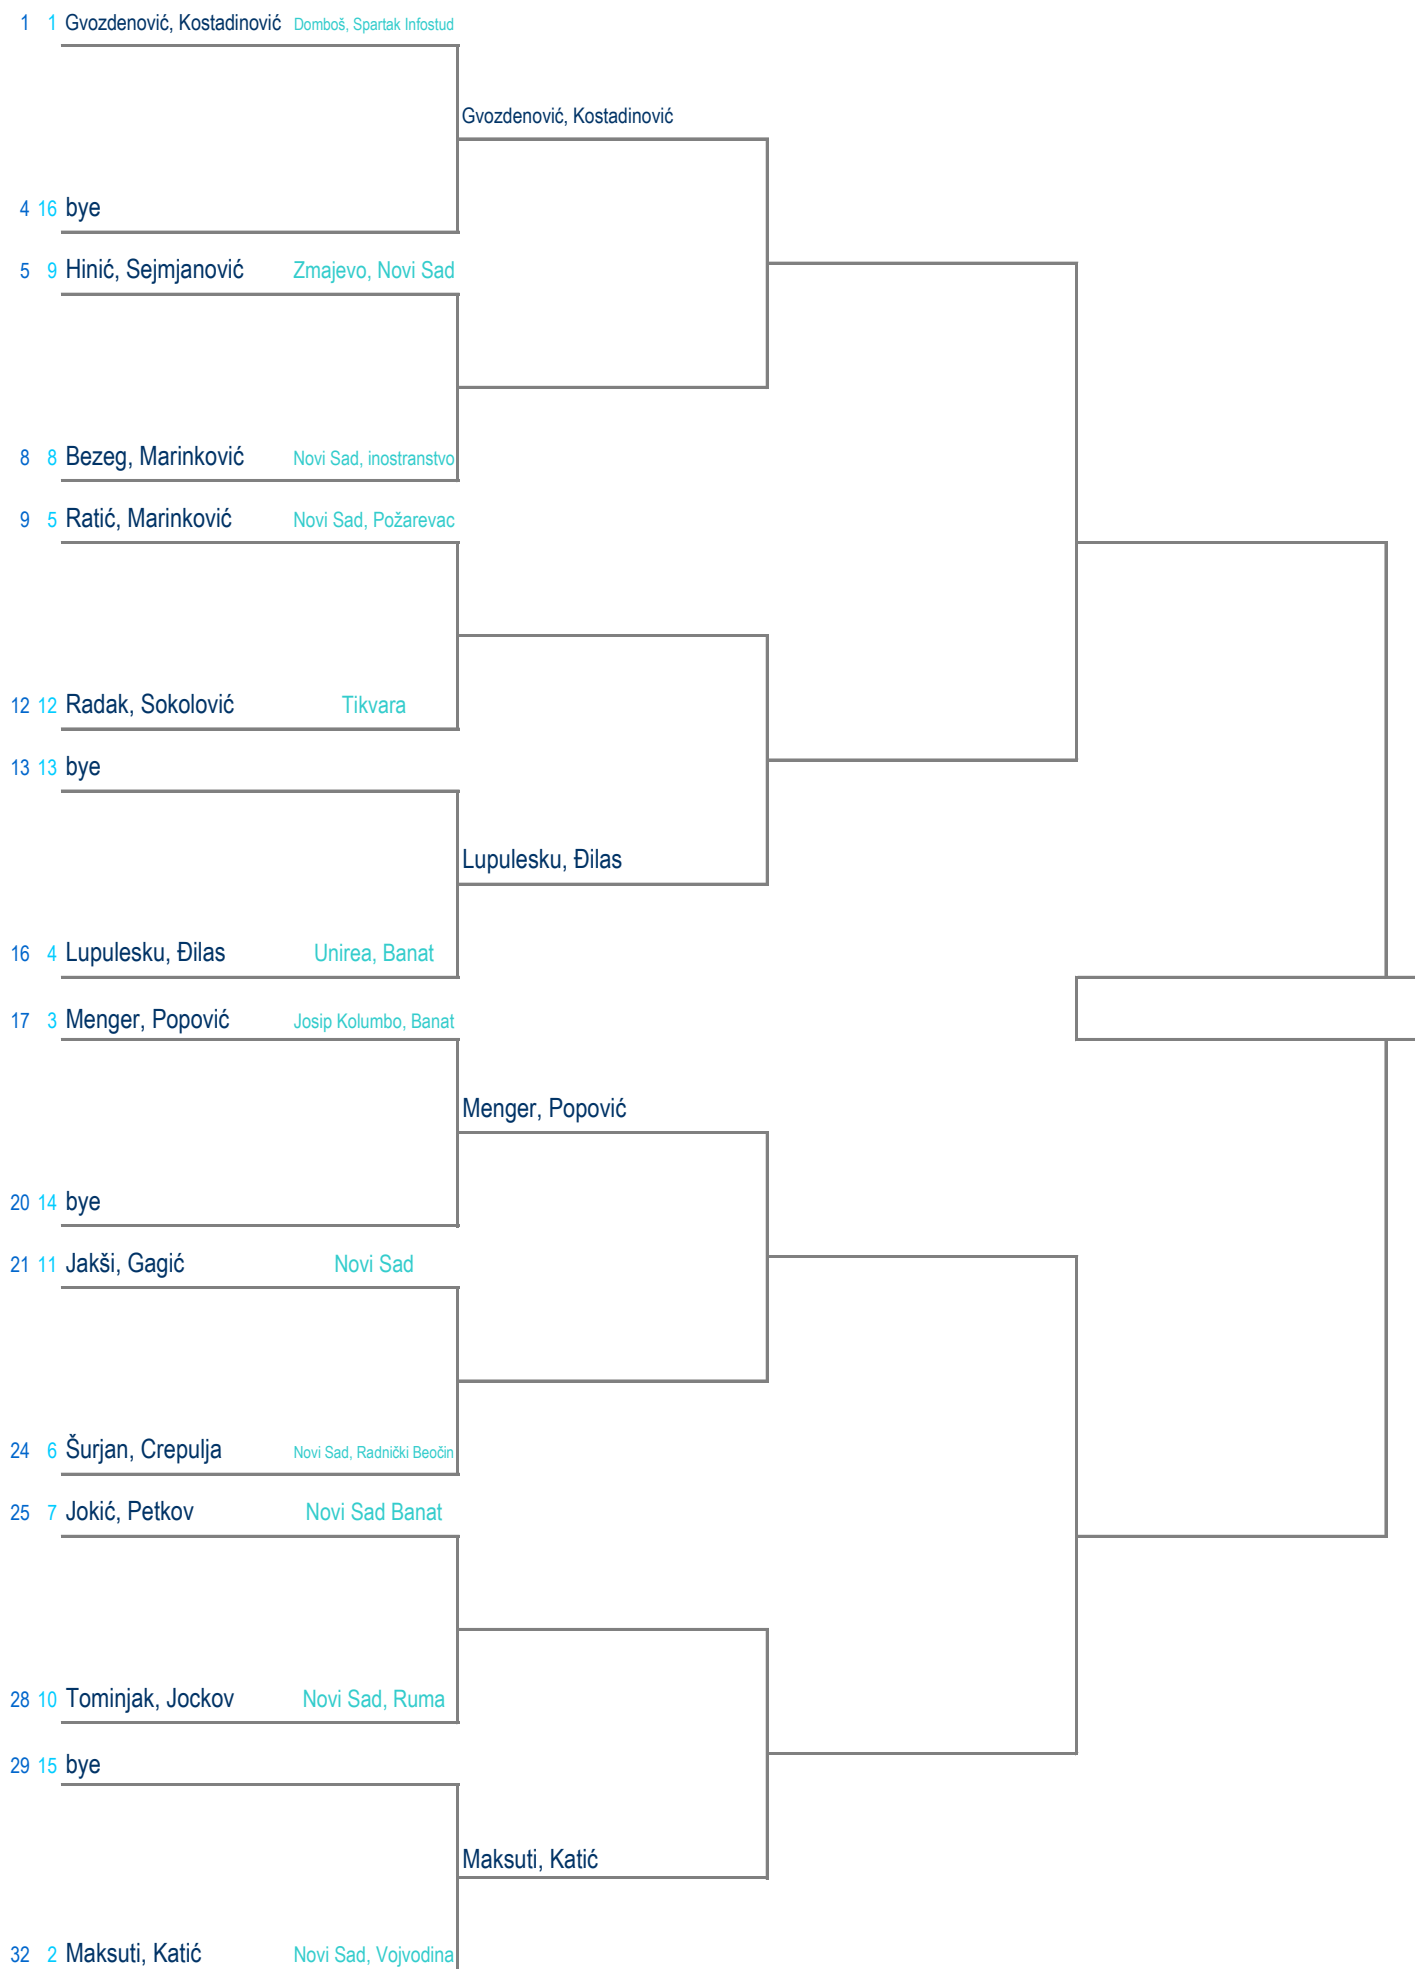 1 1 Gvozdenović, Kostadinović Domboš, Spartak Infostud
Gvozdenović, Kostadinović
4 16 bye
5 9 Hinić, Sejmjanović Zmajevo, Novi Sad
8 8 Bezeg, Marinković Novi Sad, inostranstvo
9 5 Ratić, Marinković Novi Sad, Požarevac
12 12 Radak, Sokolović Tikvara
13 13 bye
Lupulesku, Đilas
16 4 Lupulesku, Đilas Unirea, Banat
17 3 Menger, Popović Josip Kolumbo, Banat
Menger, Popović
20 14 bye
21 11 Jakši, Gagić Novi Sad
24 6 Šurjan, Crepulja Novi Sad, Radnički Beočin
25 7 Jokić, Petkov Novi Sad Banat
28 10 Tominjak, Jockov Novi Sad, Ruma
29 15 bye
Maksuti, Katić
32 2 Maksuti, Katić Novi Sad, Vojvodina